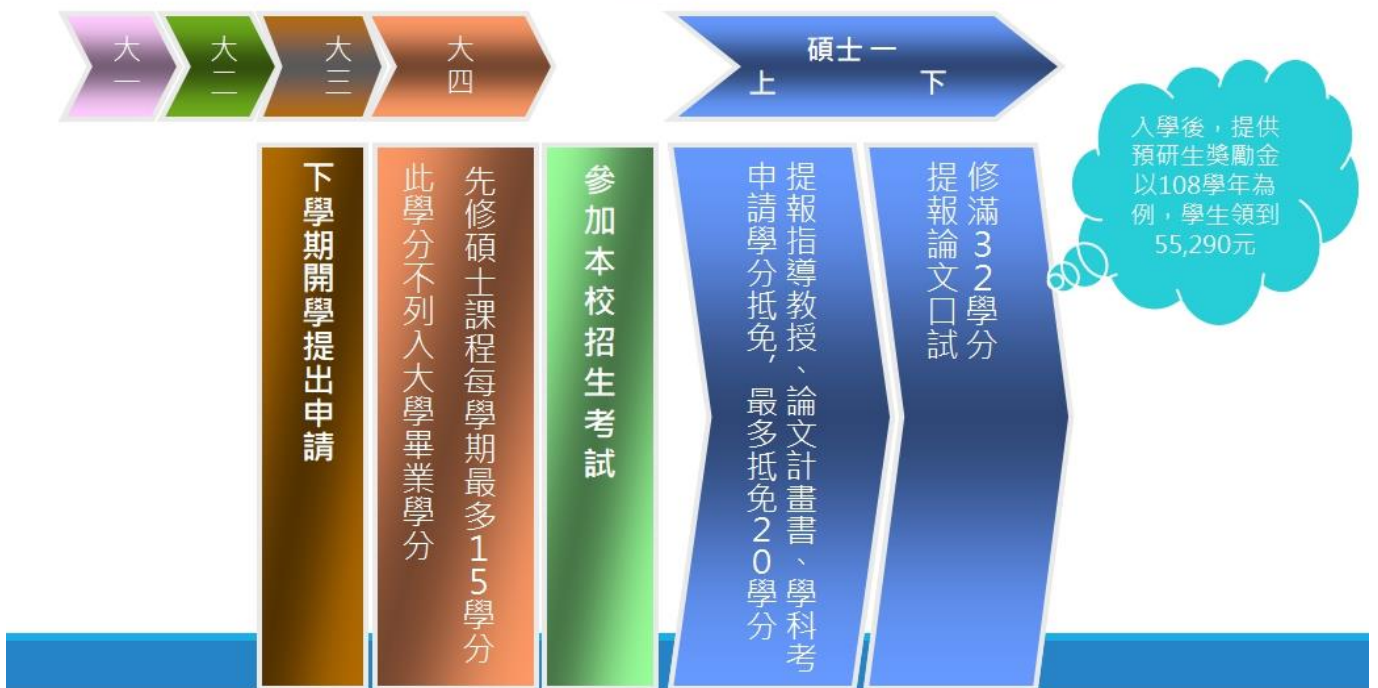 大一
大二
大三
大四
碩士一
上 下
下學期開學提出申請
先修碩士課程每學期最多15學分
此學分不列入大學畢業學分
參加本校招生考試
提報指導教授、論文計畫書、學科考
申請學分抵免,最多抵免20學分
修滿32學分
提報論文口試
入學後，提供
預研生獎勵金
以108學年為
例，學生領到
55,290元